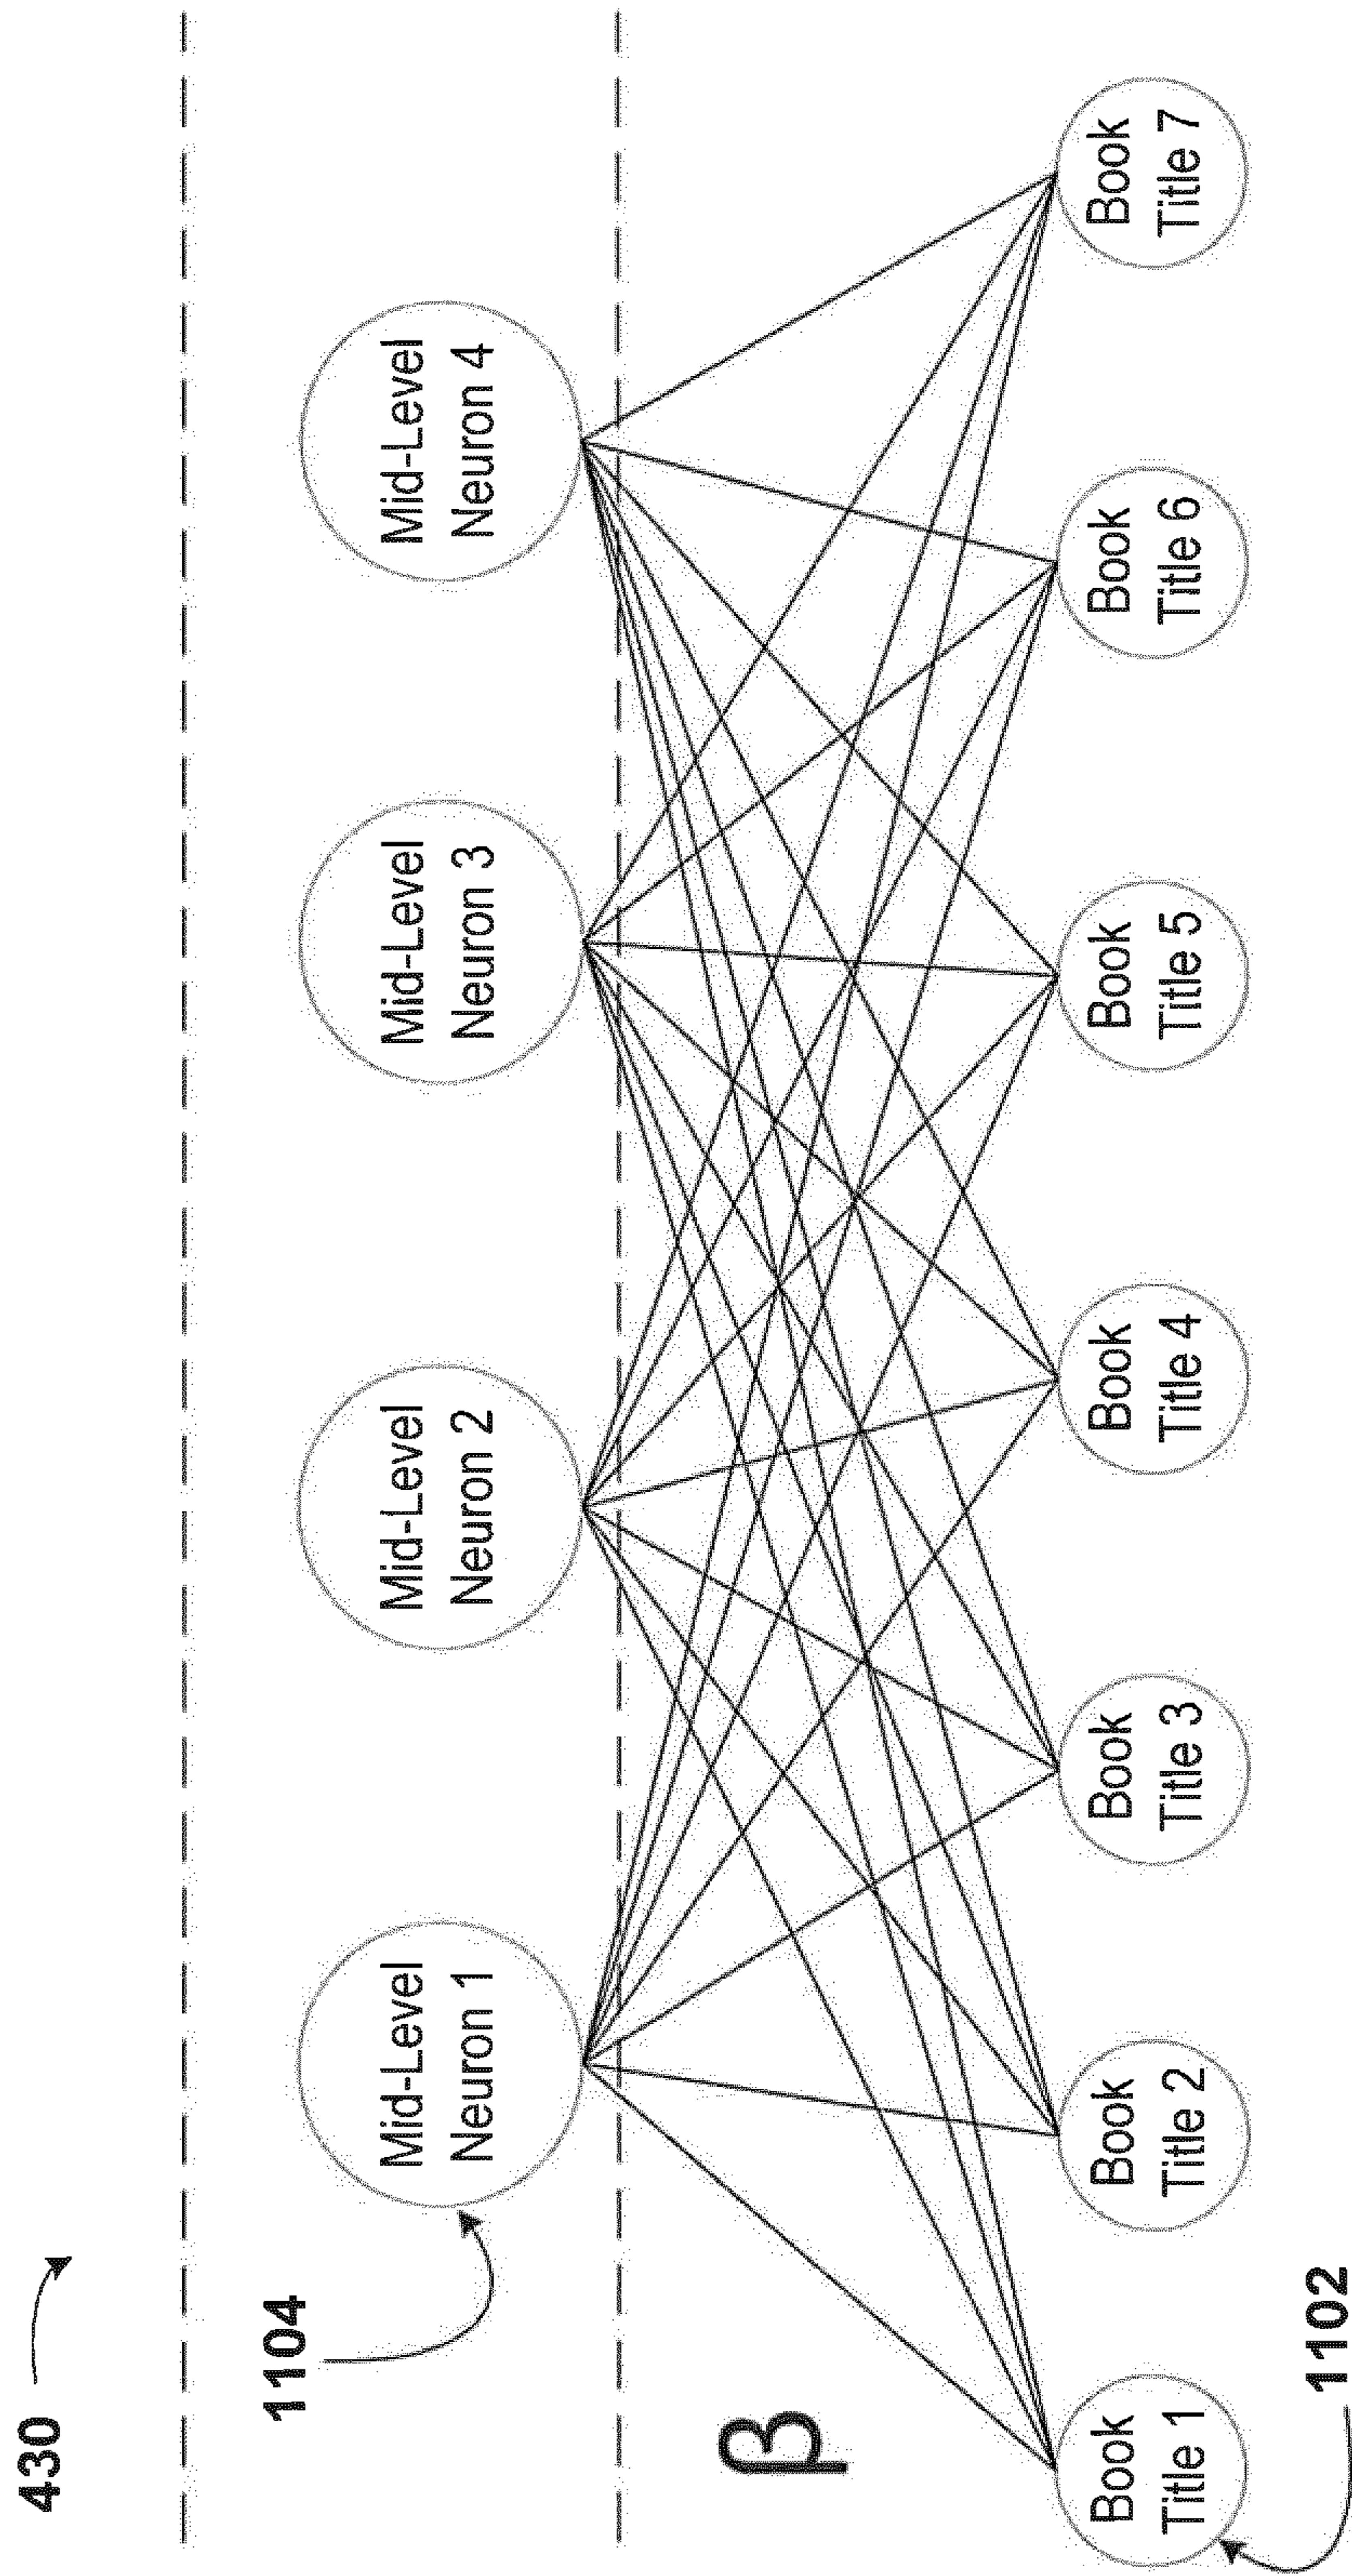 430
1104
Mid-Level
Neuron 1
Mid-Level
Neuron 2
Mid-Level
Neuron 3
Mid-Level
Neuron 4
β
Book
Title 1
Book
Title 2
Book
Title 3
Book
Title 4
Book
Title 5
Book
Title 6
Book
Title 7
1102